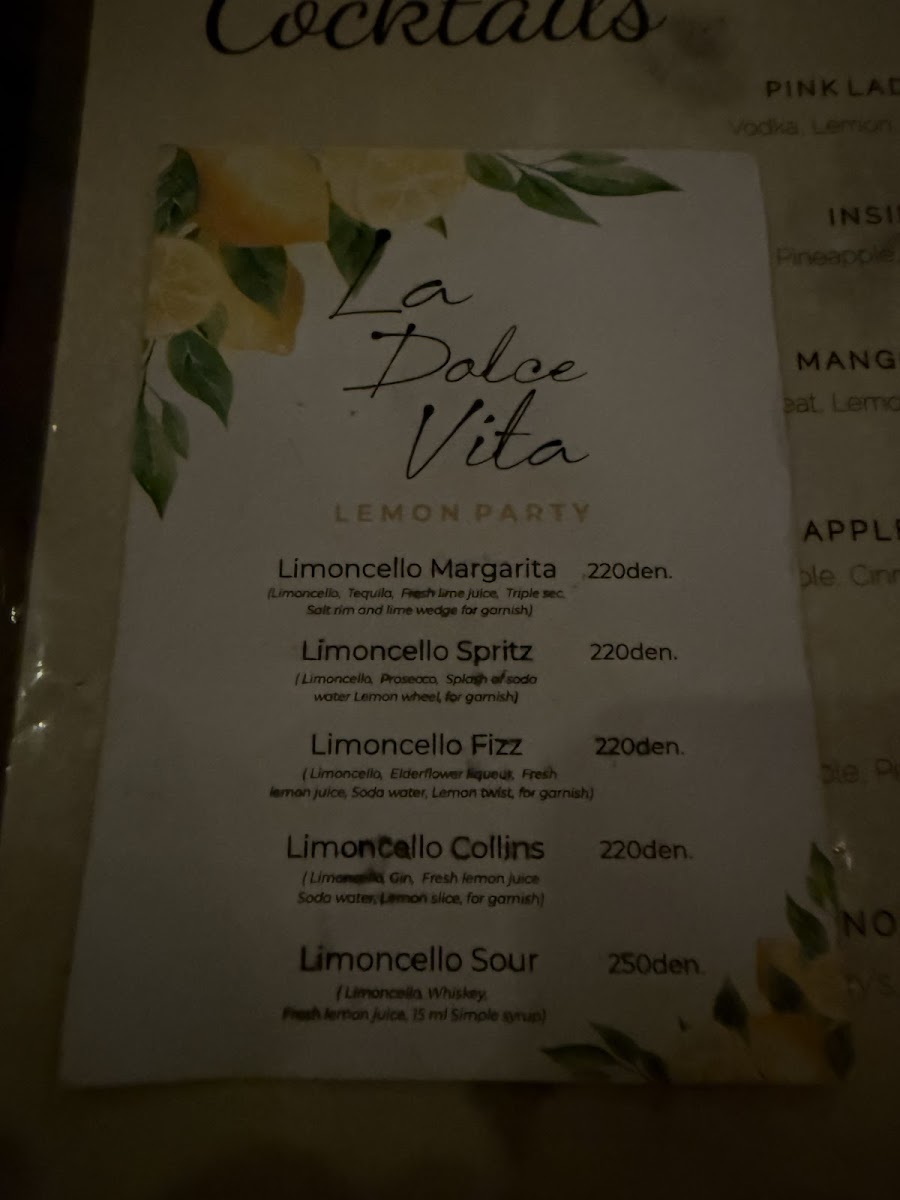 Cocktails
PINK LAD
Vodka, Lemon,
INSI
Pineapple
MANG
eat, Lemo
APPLE
ple, Cinn
ple, P
NO
La
Dolce
Vita
LEMON PARTY
Limoncello Margarita 220den.
(Limoncello, Tequila, Fresh lime juice, Triple sec,
Salt rim and lime wedge for garnish)
Limoncello Spritz 220den.
(Limoncello, Prosecco, Splash of soda
water Lemon wheel, for garnish)
Limoncello Fizz 220den.
(Limoncello, Elderflower liqueur, Fresh
lemon juice, Soda water, Lemon twist, for garnish)
Limoncello Collins 220den.
(Limoncello, Gin, Fresh lemon juice
Soda water, Lemon slice, for garnish)
Limoncello Sour 250den.
(Limoncello, Whiskey,
Fresh lemon juice, 15 ml Simple syrup)